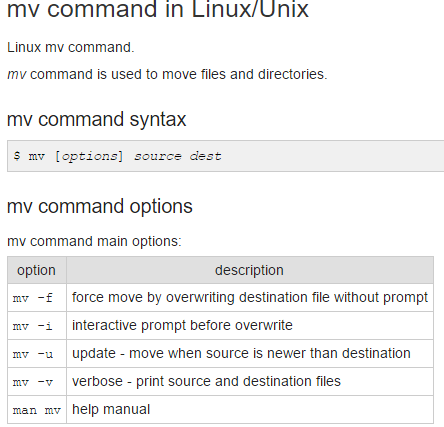 mv command in Linux/Unix
Linux mv command.
mv command is used to move files and directories.
mv command syntax
$ mv [options] source dest
mv command options
mv command main options:
option description
mv -f force move by overwriting destination file without prompt
mv -i interactive prompt before overwrite
mv -u update - move when source is newer than destination
mv -v verbose - print source and destination files
man mv help manual